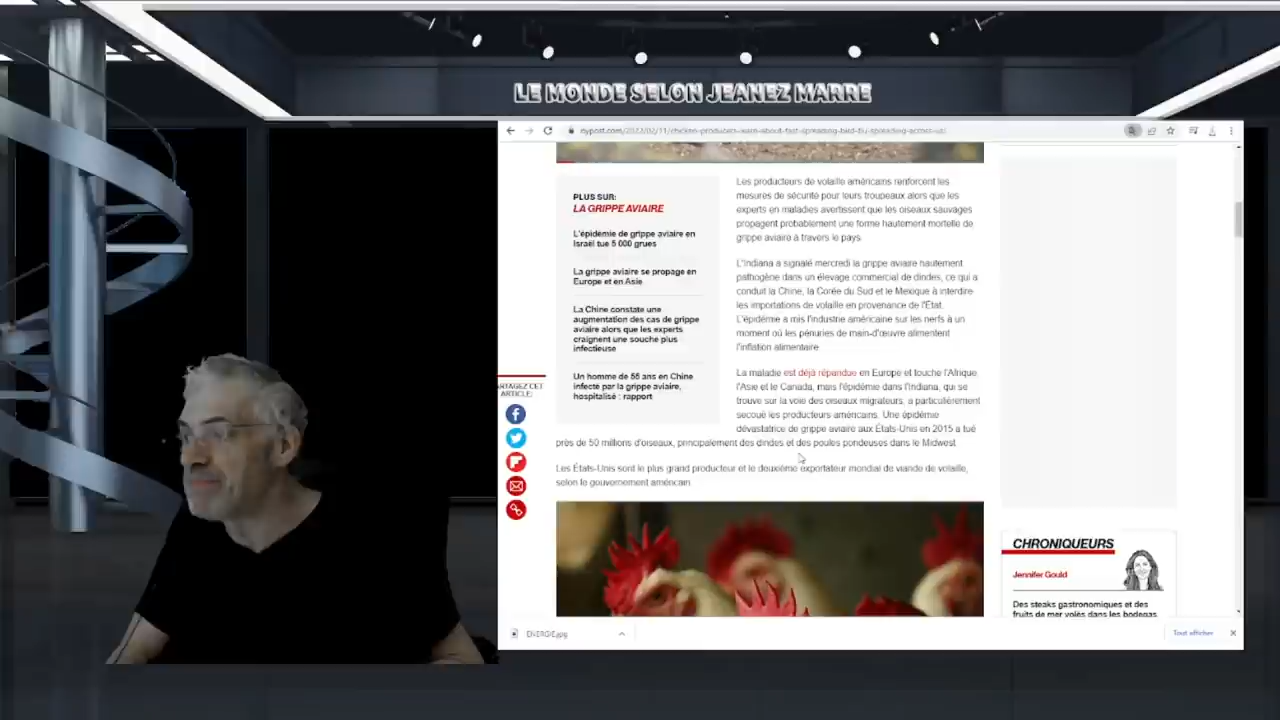 LE MONDE SELON JEANEZ MARRE
nypost.com/2022/02/11/chicken-producers-warn-about-fast-spreading-bird-flu-spreading-across-us/
PLUS SUR:
LA GRIPPE AVIAIRE
L'épidémie de grippe aviaire en
Israël tue 5 000 grues
La grippe aviaire se propage en
Europe et en Asie
La Chine constate une
augmentation des cas de grippe
aviaire alors que les experts
craignent une souche plus
infectieuse
Un homme de 55 ans en Chine
infecté par la grippe aviaire,
hospitalisé : rapport
Les producteurs de volaille américains renforcent les
mesures de sécurité pour leurs troupeaux alors que les
experts en maladies avertissent que les oiseaux sauvages
propagent probablement une forme hautement mortelle de
grippe aviaire à travers le pays.
L'Indiana a signalé mercredi la grippe aviaire hautement
pathogène dans un élevage commercial de dindes, ce qui a
conduit la Chine, la Corée du Sud et le Mexique à interdire
les importations de volaille en provenance de l'État.
L'épidémie a mis l'industrie américaine sur les nerfs à un
moment où les pénuries de main-d'œuvre alimentent
l'inflation alimentaire.
La maladie est déjà répandue en Europe et touche l'Afrique,
l'Asie et le Canada, mais l'épidémie dans l'Indiana, qui se
trouve sur la voie des oiseaux migrateurs, a particulièrement
secoué les producteurs américains. Une épidémie
dévastatrice de grippe aviaire aux États-Unis en 2015 a tué
près de 50 millions d'oiseaux, principalement des dindes et des poules pondeuses dans le Midwest.
Les États-Unis sont le plus grand producteur et le deuxième exportateur mondial de viande de volaille,
selon le gouvernement américain.
ARTAGEZ CET
ARTICLE:
CHRONIQUEURS
Jennifer Gould
Des steaks gastronomiques et des
fruits de mer volés dans les bodegas
ENERGIE.jpg
Tout afficher